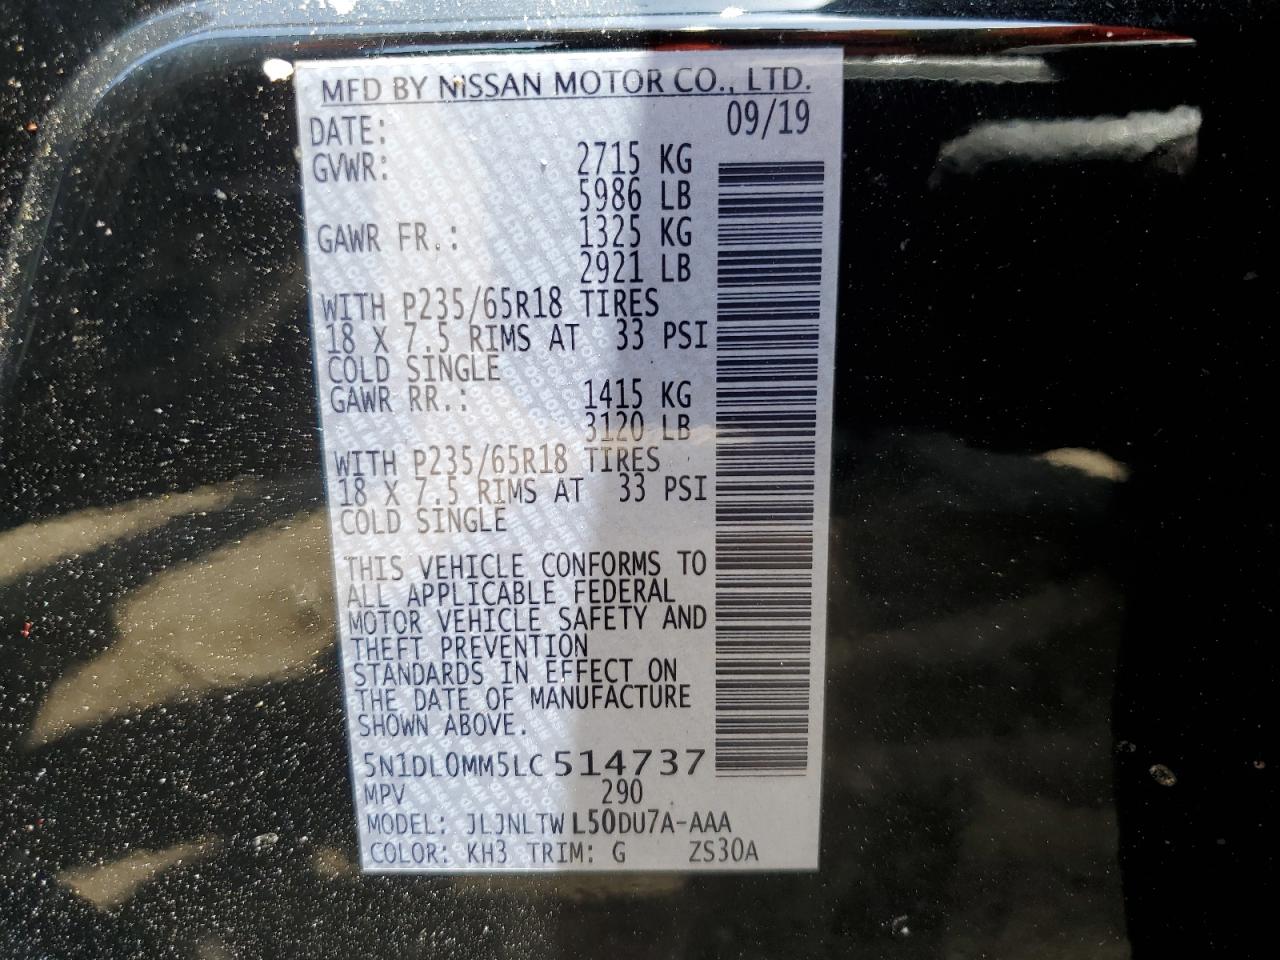 MFD BY NISSAN MOTOR CO., LTD.
DATE: 09/19
GVWR: 2715 KG
5986 LB
GAWR FR.: 1325 KG
2921 LB
WITH P235/65R18 TIRES
18 X 7.5 RIMS AT 33 PSI
COLD SINGLE
GAWR RR.: 1415 KG
3120 LB
WITH P235/65R18 TIRES
18 X 7.5 RIMS AT 33 PSI
COLD SINGLE
THIS VEHICLE CONFORMS TO
ALL APPLICABLE FEDERAL
MOTOR VEHICLE SAFETY AND
THEFT PREVENTION
STANDARDS IN EFFECT ON
THE DATE OF MANUFACTURE
SHOWN ABOVE.
5N1DL0MM5LC514737
MPV 290
MODEL: JLJNLTWL50DU7A-AAA
COLOR: KH3 TRIM: G ZS30A